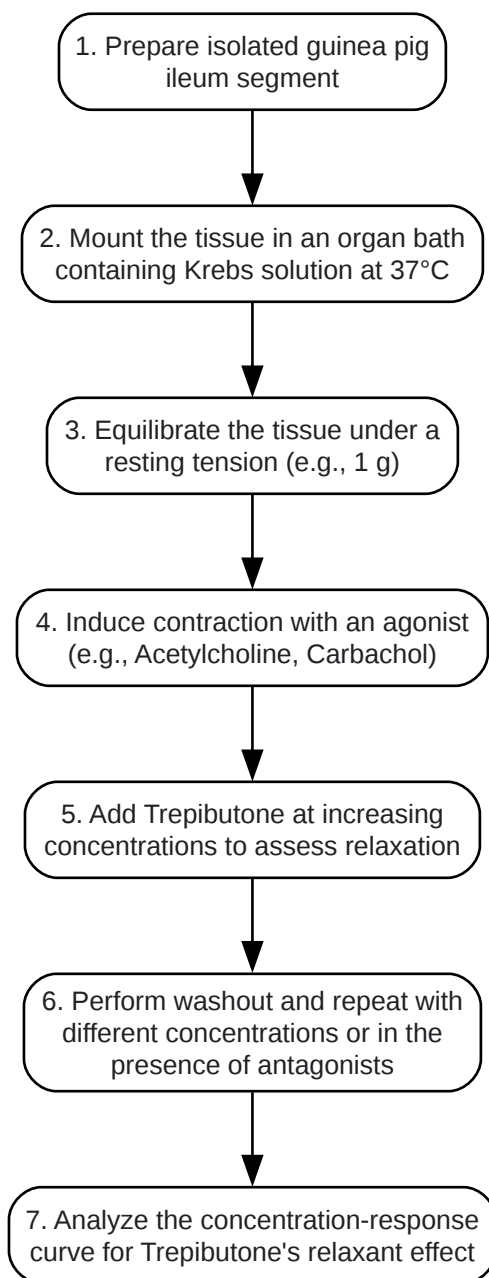 1. Prepare isolated guinea pig
ileum segment
2. Mount the tissue in an organ bath
containing Krebs solution at 37°C
3. Equilibrate the tissue under a
resting tension (e.g., 1 g)
4. Induce contraction with an agonist
(e.g., Acetylcholine, Carbachol)
5. Add Trepibutone at increasing
concentrations to assess relaxation
6. Perform washout and repeat with
different concentrations or in the
presence of antagonists
7. Analyze the concentration-response
curve for Trepibutone's relaxant effect